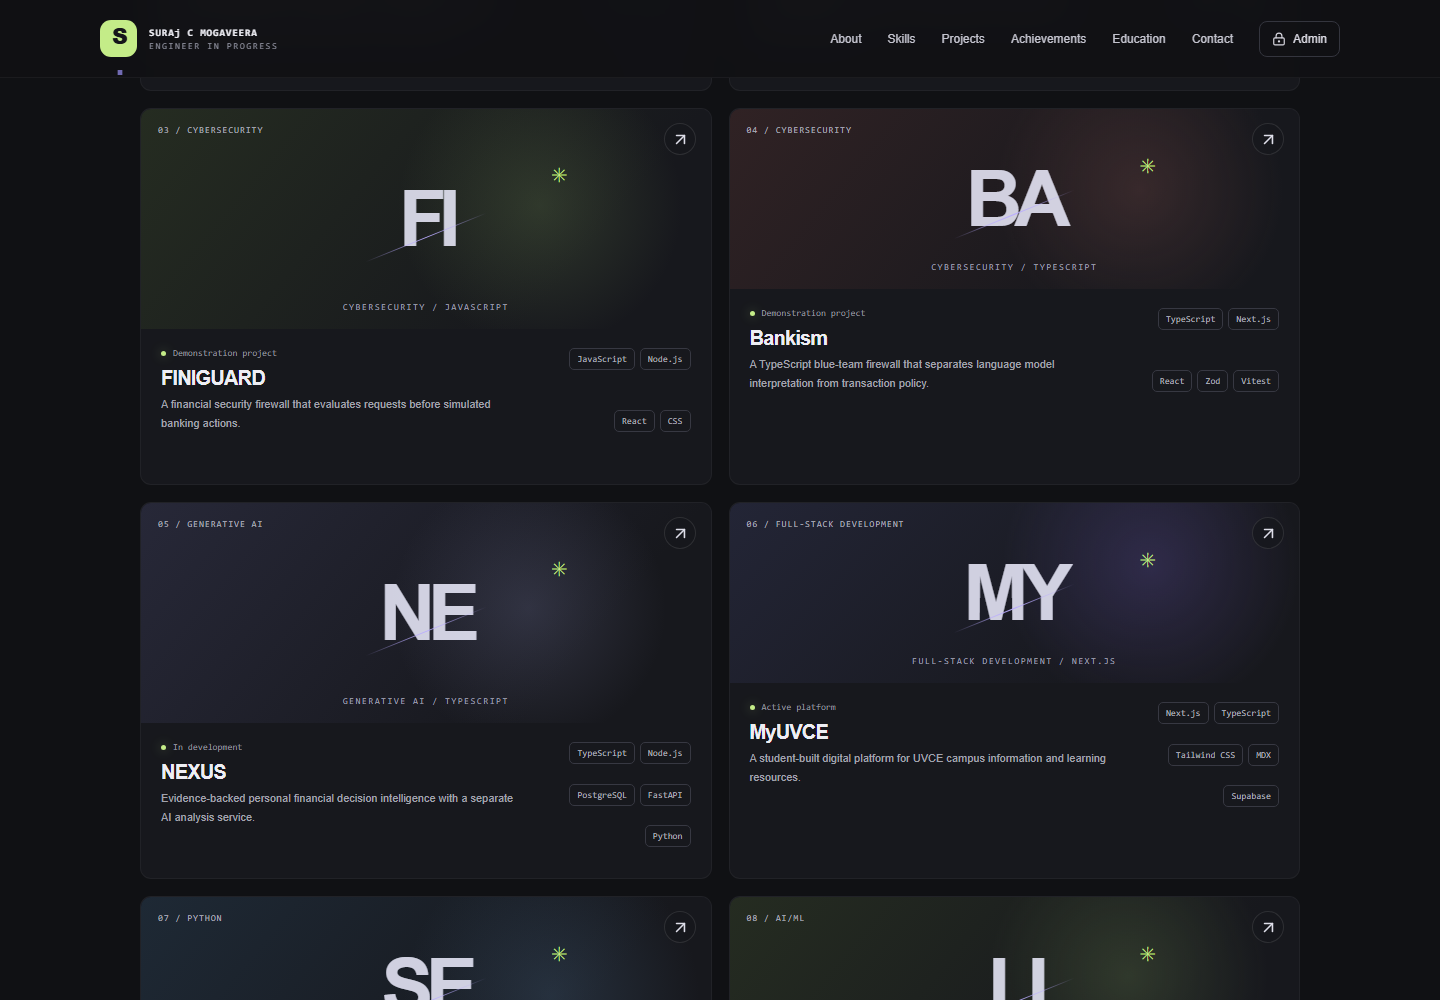 S
SURAj C MOGAVEERA
ENGINEER IN PROGRESS
About
Skills
Projects
Achievements
Education
Contact
Admin
03 / CYBERSECURITY
FI
CYBERSECURITY / JAVASCRIPT
Demonstration project
FINIGUARD
A financial security firewall that evaluates requests before simulated
banking actions.
JavaScript
Node.js
React
CSS
04 / CYBERSECURITY
BA
CYBERSECURITY / TYPESCRIPT
Demonstration project
Bankism
A TypeScript blue-team firewall that separates language model
interpretation from transaction policy.
TypeScript
Next.js
React
Zod
Vitest
05 / GENERATIVE AI
NE
GENERATIVE AI / TYPESCRIPT
In development
NEXUS
Evidence-backed personal financial decision intelligence with a separate
AI analysis service.
TypeScript
Node.js
PostgreSQL
FastAPI
Python
06 / FULL-STACK DEVELOPMENT
MY
FULL-STACK DEVELOPMENT / NEXT.JS
Active platform
MyUVCE
A student-built digital platform for UVCE campus information and learning
resources.
Next.js
TypeScript
Tailwind CSS
MDX
Supabase
07 / PYTHON
SE
08 / AI/ML